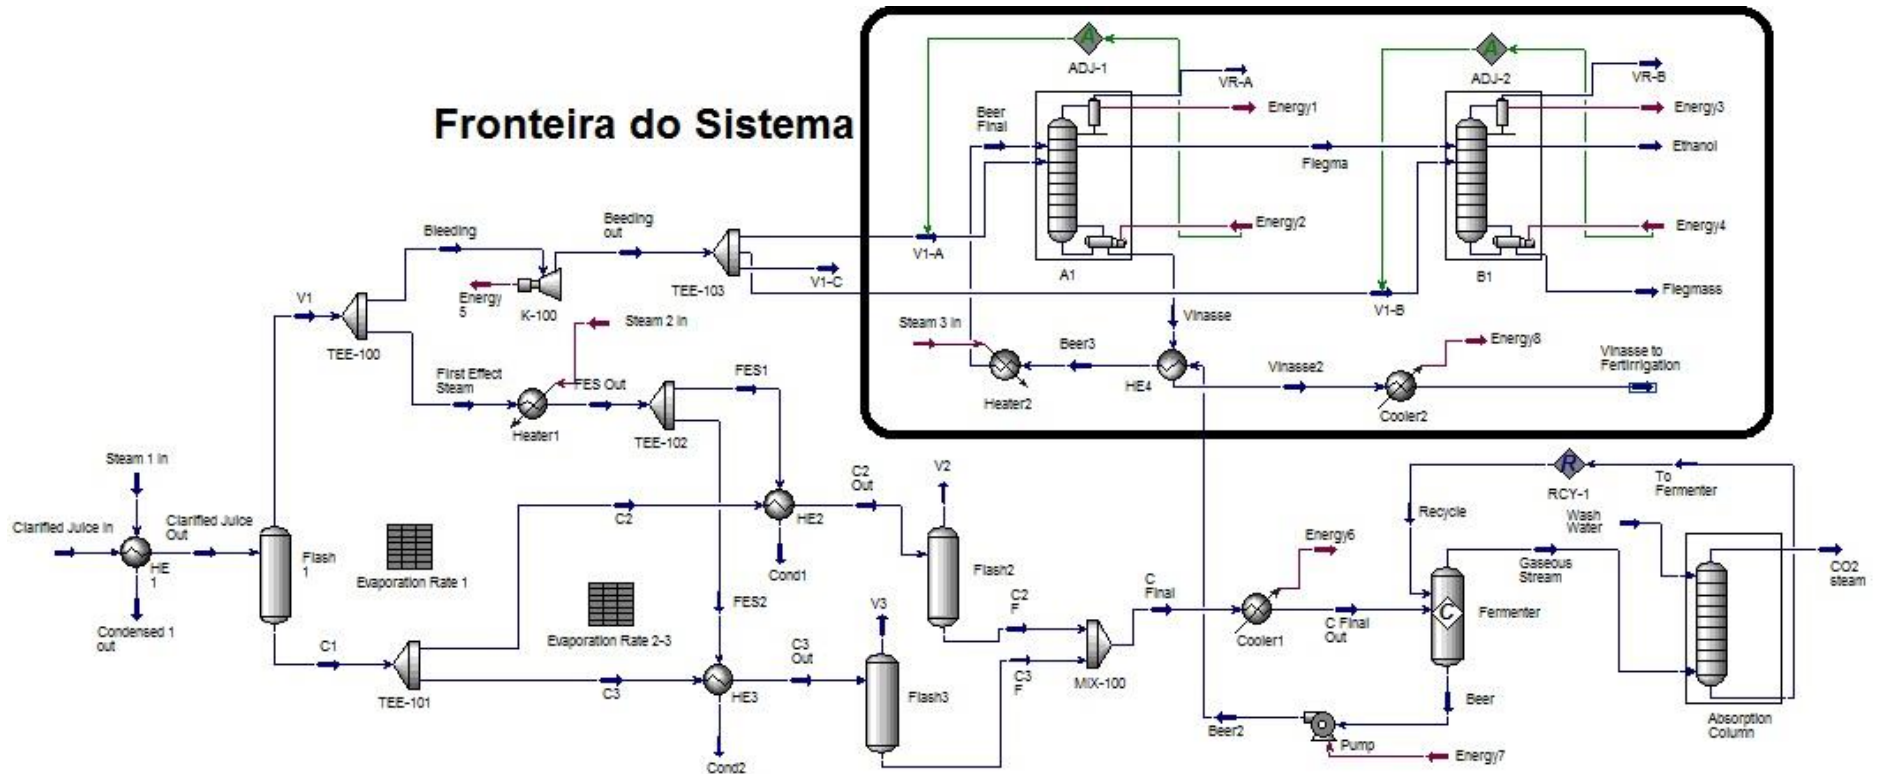 Fronteira do Sistema
A
ADJ-1
VR-A
Energy1
Beer
Final
Flegma
Energy2
V1-A
A1
A
ADJ-2
VR-B
Energy3
Ethanol
Energy4
B1
Flegmass
V1-B
Bleeding
Beeding
out
V1
Energy
5
K-100
TEE-103
V1-C
TEE-100
Steam 2 in
First Effect
Steam
FES Out
FES1
Heater1
TEE-102
Vinasse
Steam 3 in
Beer3
HE4
Heater2
Vinasse2
Energy8
Cooler2
Vinasse to
Fertirrigation
Steam 1 in
Clarified Juice in
Clarified Juice
Out
HE
1
Condensed 1
out
Flash
1
Evaporation Rate 1
C2
HE2
C2
Out
V2
Cond1
Flash2
Evaporation Rate 2-3
FES2
C1
TEE-101
C3
HE3
Cond2
C3
Out
V3
Flash3
C2
F
C3
F
MIX-100
C
Final
Energy6
Cooler1
C Final
Out
R
RCY-1
To
Fermenter
Recycle
Wash
Water
Gaseous
Stream
CO2
steam
C
Fermenter
Beer
Beer2
Pump
Energy7
Absorption
Column